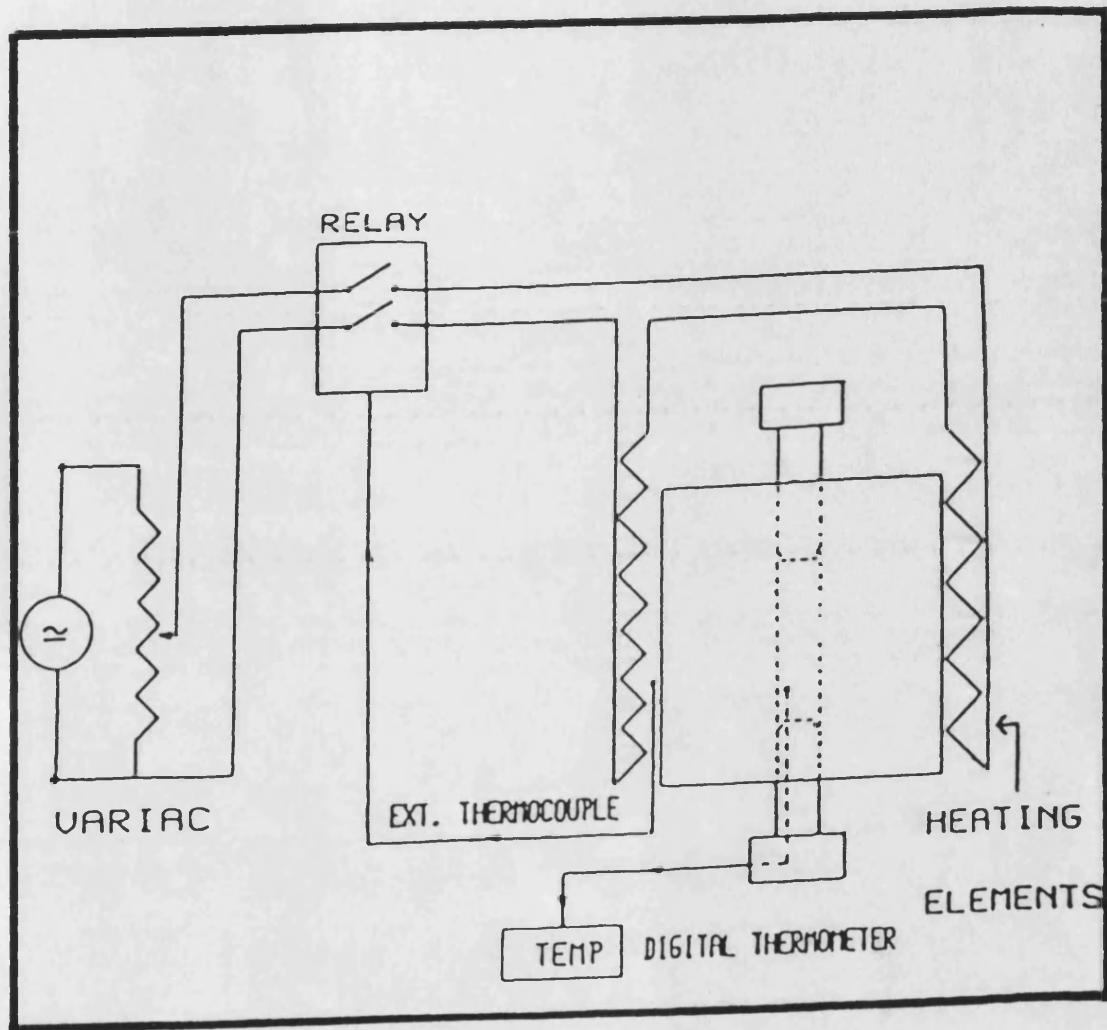 RELAY
VARIAC
EXT. THERMOCOUPLE
HEATING
ELEMENTS
TEMP
DIGITAL THERMOMETER